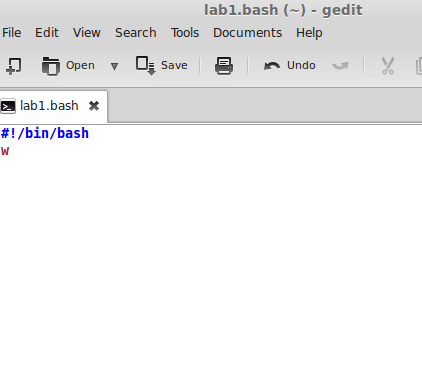 lab1.bash (~) - gedit
File Edit View Search Tools Documents Help
Open Save Undo
lab1.bash
#!/bin/bash
w